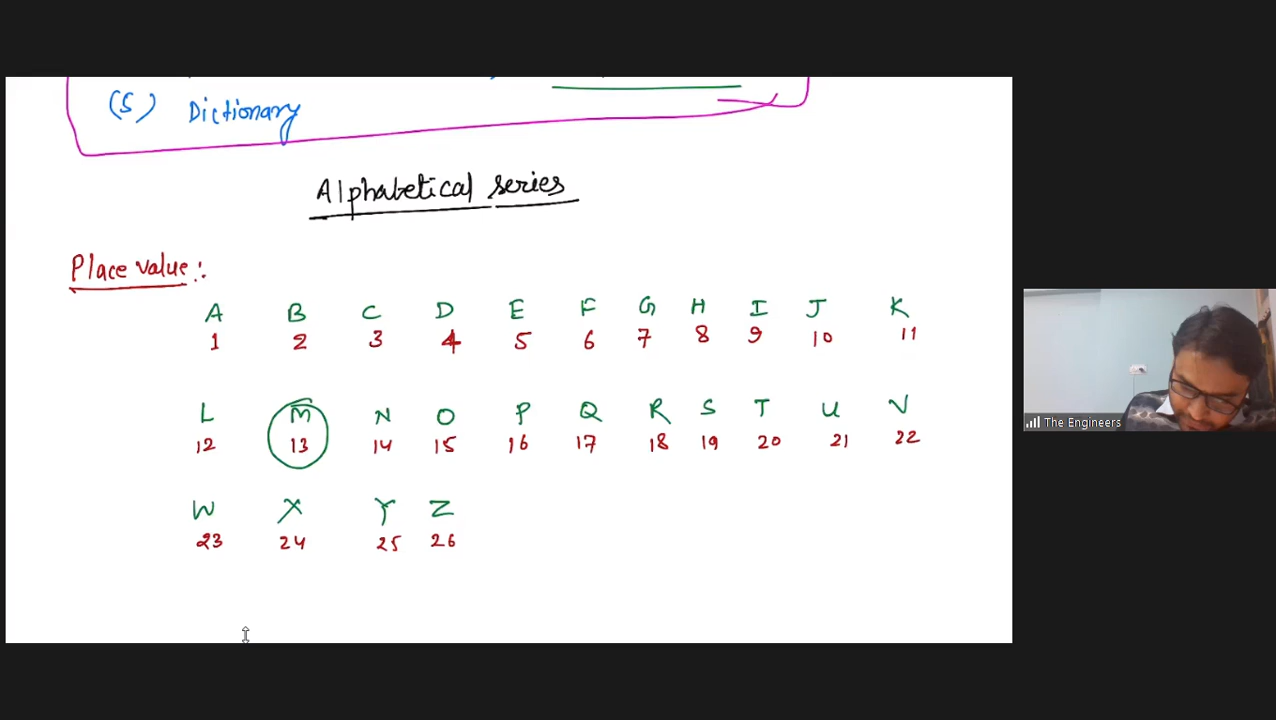 (5) Dictionary
Alphabetical series
Place value :
A B C D E F G H I J K
1 2 3 4 5 6 7 8 9 10 11
L M N O P Q R S T U V
12 13 14 15 16 17 18 19 20 21 22
W X Y Z
23 24 25 26
The Engineers